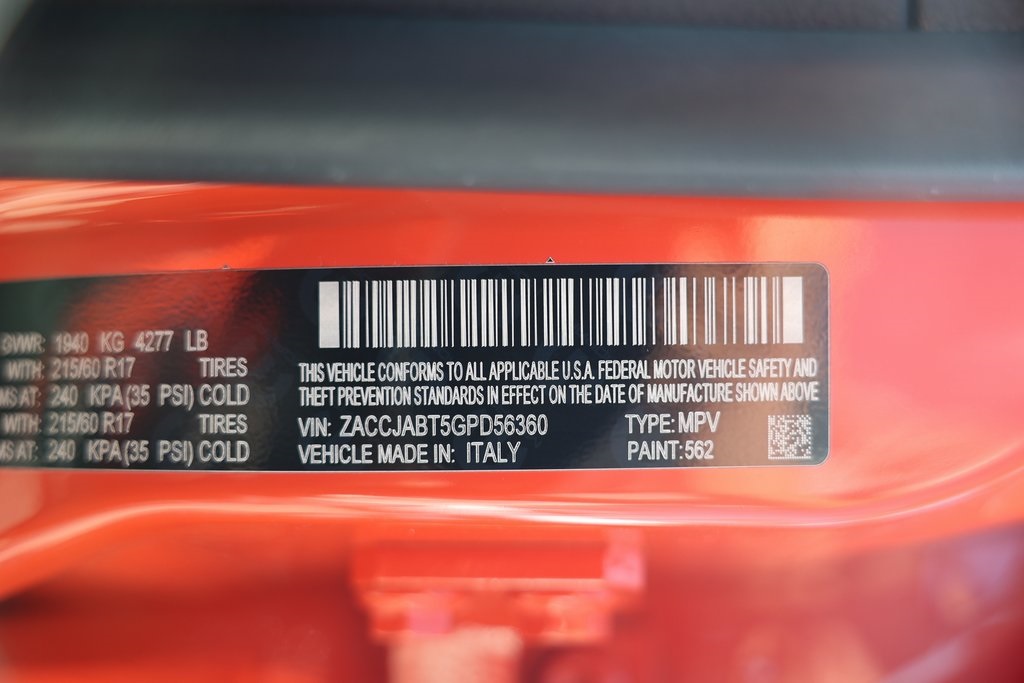 GVWR: 1940 KG 4277 LB
WITH: 215/60 R17 TIRES
MS AT: 240 KPA(35 PSI) COLD
WITH: 215/60 R17 TIRES
MS AT: 240 KPA(35 PSI) COLD
THIS VEHICLE CONFORMS TO ALL APPLICABLE U.S.A. FEDERAL MOTOR VEHICLE SAFETY AND
THEFT PREVENTION STANDARDS IN EFFECT ON THE DATE OF MANUFACTURE SHOWN ABOVE
VIN: ZACCJABT5GPD56360 TYPE: MPV
VEHICLE MADE IN: ITALY PAINT: 562